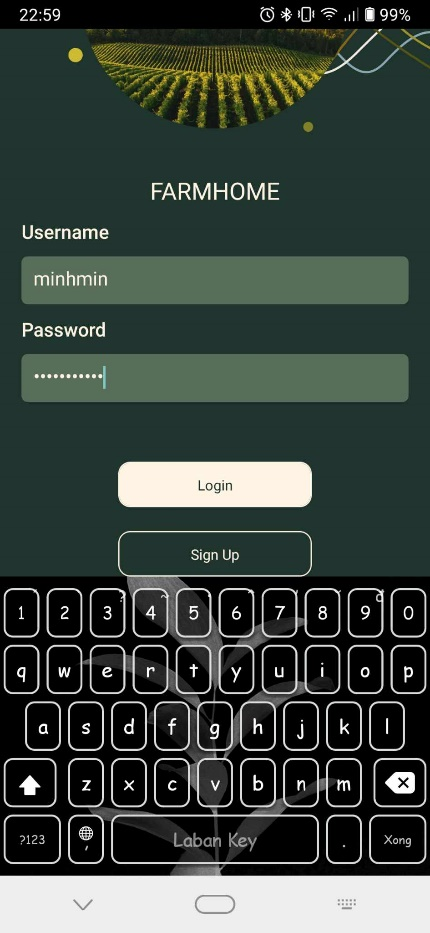 22:59
99%
FARMHOME
Username
minhmin
Password
•••••••••••
Login
Sign Up
1 2 3 4 5 6 7 8 9 0
q w e r t y u i o p
a s d f g h j k l
z x c v b n m
?123 , Laban Key . Xong